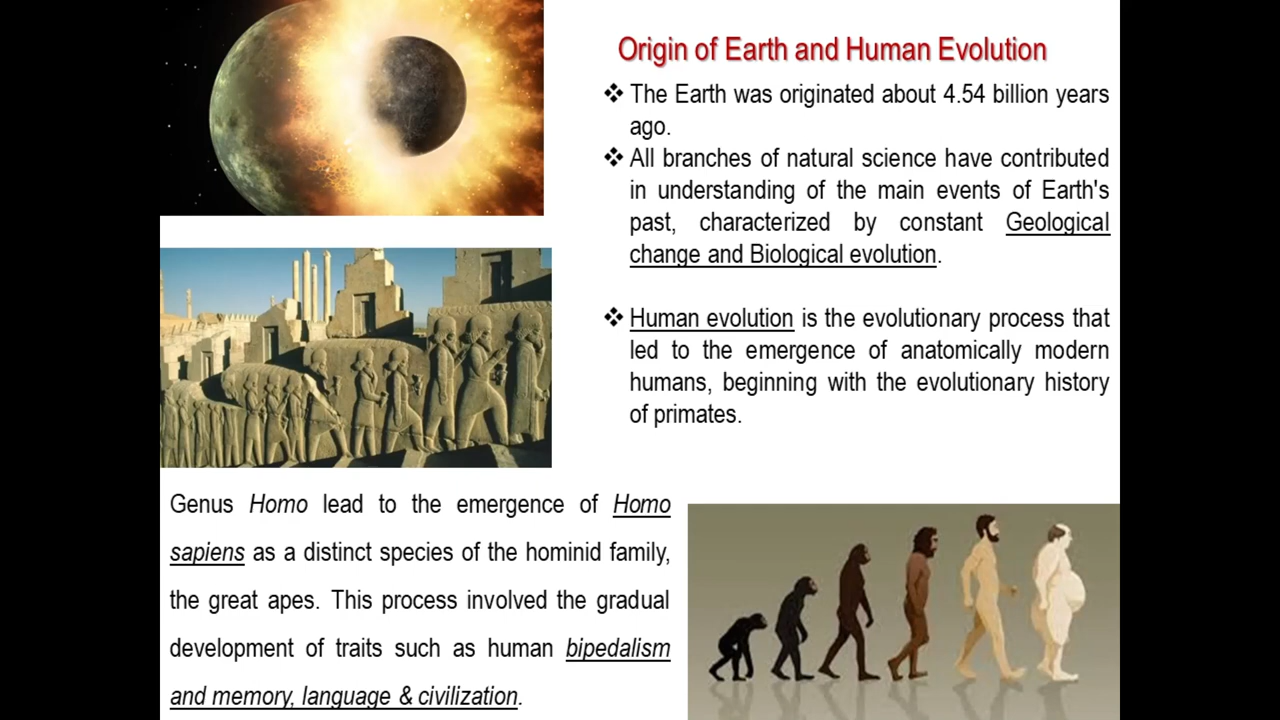 Origin of Earth and Human Evolution
❖ The Earth was originated about 4.54 billion years
ago.
❖ All branches of natural science have contributed
in understanding of the main events of Earth's
past, characterized by constant Geological
change and Biological evolution.
❖ Human evolution is the evolutionary process that
led to the emergence of anatomically modern
humans, beginning with the evolutionary history
of primates.
Genus Homo lead to the emergence of Homo
sapiens as a distinct species of the hominid family,
the great apes. This process involved the gradual
development of traits such as human bipedalism
and memory, language & civilization.